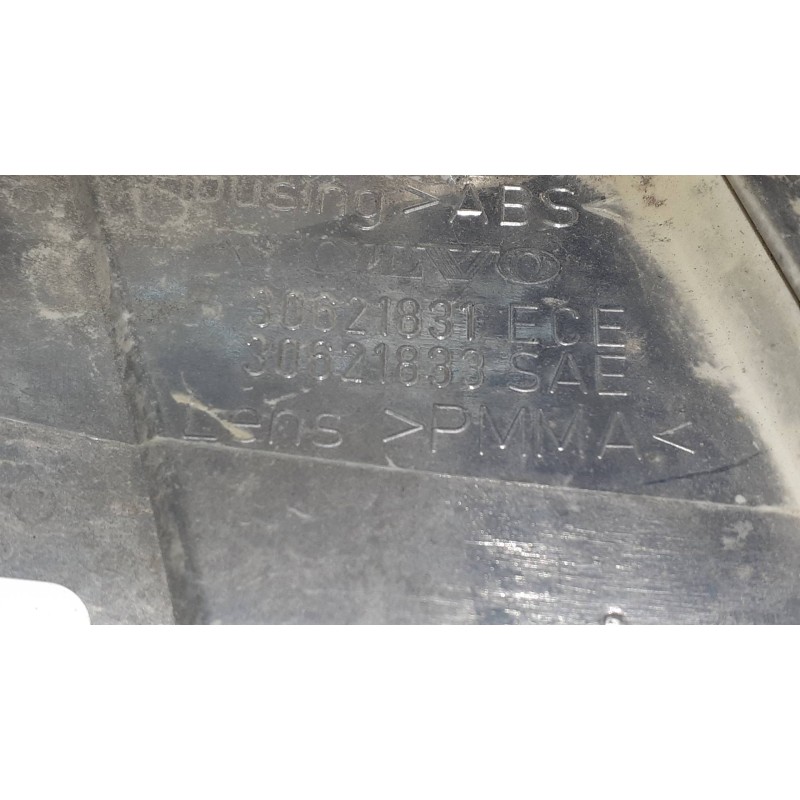 Housing >ABS<
VOLVO
30621831 ECE
30621833 SAE
Lens >PMMA<